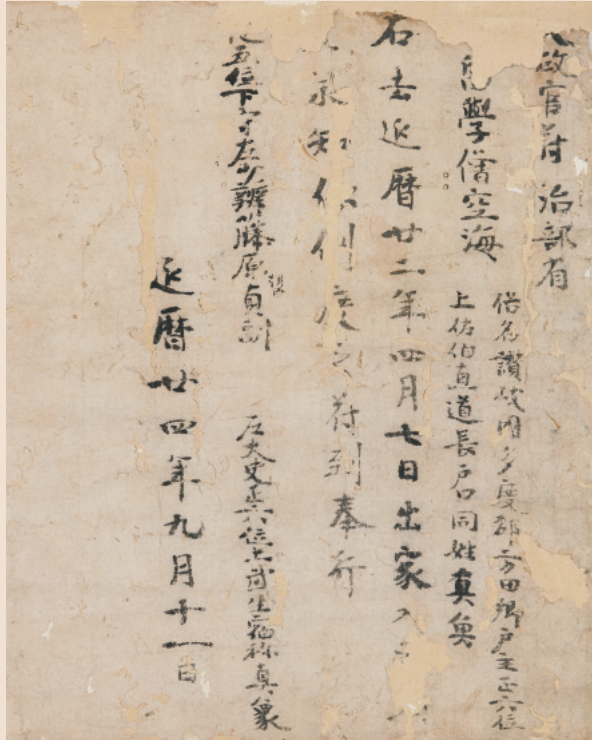 政官符 治部省
學僧空海
俗名讃岐國多度郡方田郷戸主正六位
上佐伯直道長戸口同姓真魚
右去延暦廿二年四月七日出家入
承知依例度之符到奉行
五位下守左少辨藤原貞嗣
左大史正六位上武生宿祢真象
延暦廿四年九月十一日